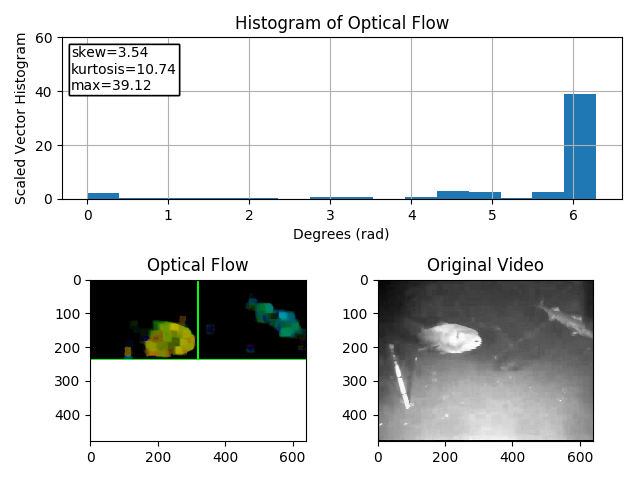 Histogram of Optical Flow
Scaled Vector Histogram
60
40
20
0
skew=3.54
kurtosis=10.74
max=39.12
0 1 2 3 4 5 6
Degrees (rad)
Optical Flow
0
100
200
300
400
0 200 400 600
Original Video
0
100
200
300
400
0 200 400 600